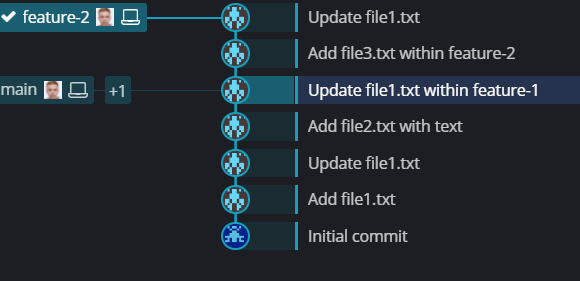 feature-2 Update file1.txt
Add file3.txt within feature-2
main +1 Update file1.txt within feature-1
Add file2.txt with text
Update file1.txt
Add file1.txt
Initial commit